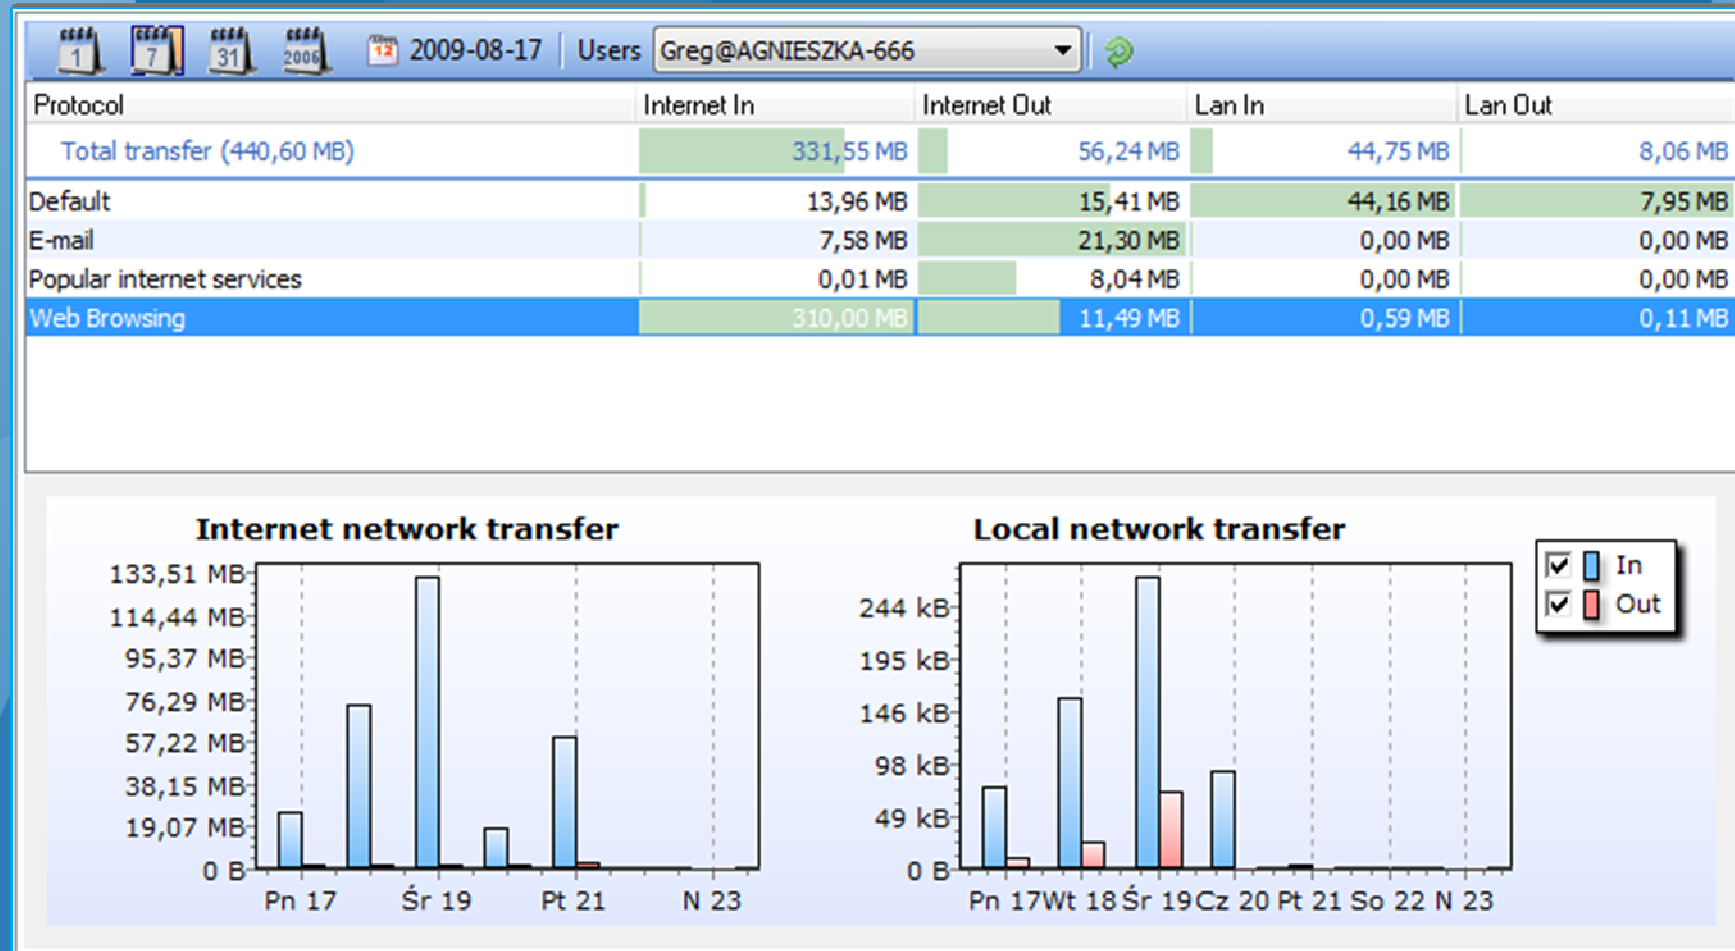 1 7 31 2006 12 2009-08-17 Users Greg@AGNIESZKA-666
Protocol Internet In Internet Out Lan In Lan Out
Total transfer (440,60 MB) 331,55 MB 56,24 MB 44,75 MB 8,06 MB
Default 13,96 MB 15,41 MB 44,16 MB 7,95 MB
E-mail 7,58 MB 21,30 MB 0,00 MB 0,00 MB
Popular internet services 0,01 MB 8,04 MB 0,00 MB 0,00 MB
Web Browsing 310,00 MB 11,49 MB 0,59 MB 0,11 MB
Internet network transfer
133,51 MB
114,44 MB
95,37 MB
76,29 MB
57,22 MB
38,15 MB
19,07 MB
0 B
Pn 17 Śr 19 Pt 21 N 23
Local network transfer
244 kB
195 kB
146 kB
98 kB
49 kB
0 B
Pn 17 Wt 18 Śr 19 Cz 20 Pt 21 So 22 N 23
In
Out